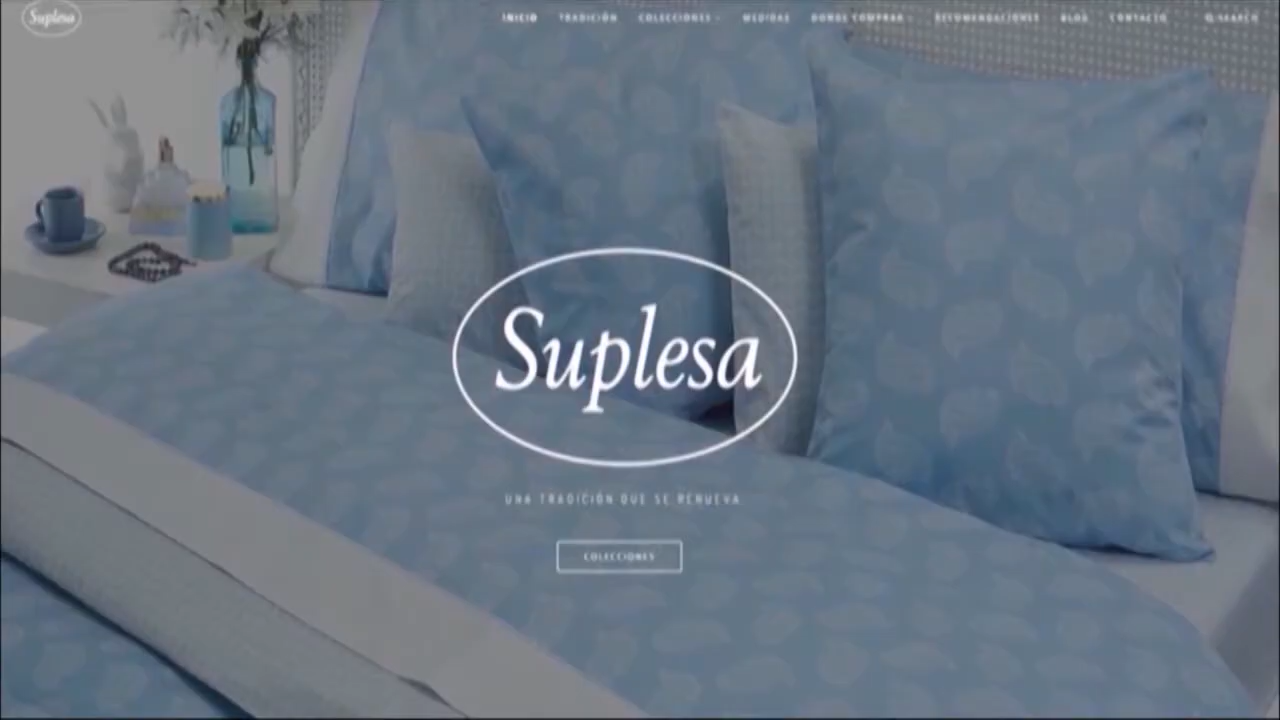 Suplesa
INICIO TRADICIÓN COLECCIONES MEDIDAS DONDE COMPRAR RECOMENDACIONES BLOG CONTACTO SEARCH
Suplesa
UNA TRADICIÓN QUE SE RENUEVA
COLECCIONES